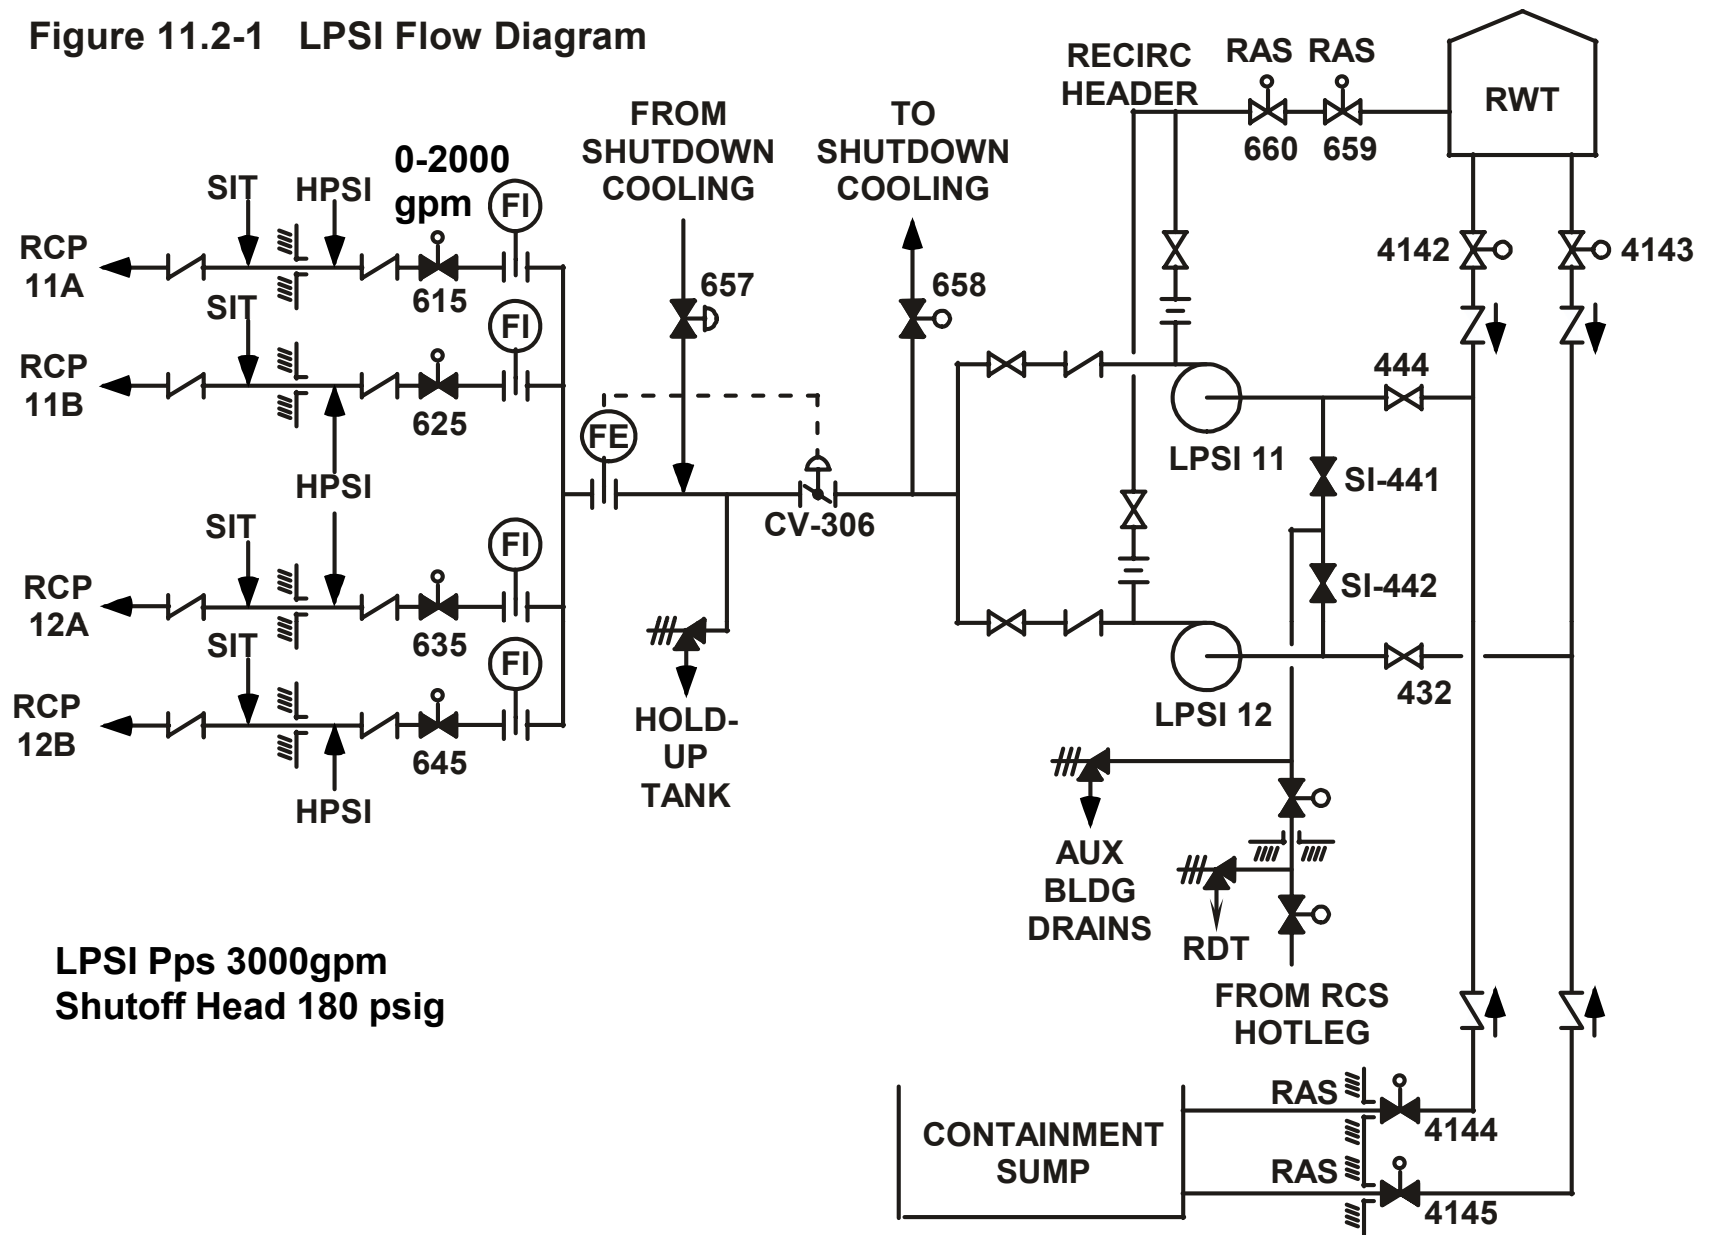 Figure 11.2-1 LPSI Flow Diagram
RECIRC
HEADER
RAS RAS
660 659
RWT
FROM
SHUTDOWN
COOLING
TO
SHUTDOWN
COOLING
0-2000
gpm
SIT
HPSI
FI
RCP
11A
615
SIT
FI
RCP
11B
625
HPSI
657
658
4142
4143
444
FE
LPSI 11
SI-441
CV-306
SIT
FI
RCP
12A
635
SIT
FI
RCP
12B
645
HPSI
SI-442
432
LPSI 12
HOLD-
UP
TANK
AUX
BLDG
DRAINS
RDT
FROM RCS
HOTLEG
LPSI Pps 3000gpm
Shutoff Head 180 psig
CONTAINMENT
SUMP
RAS
4144
RAS
4145